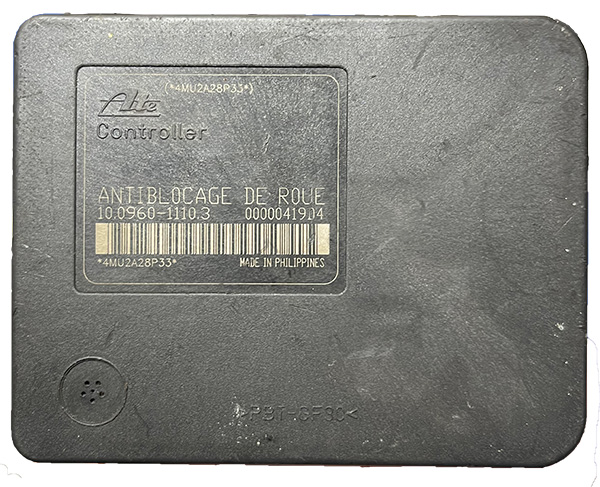 (*4MU2A28P33*)
Ate
Controller
ANTIBLOCAGE DE ROUE
10.0960-1110.3 0000041904
*4MU2A28P33* MADE IN PHILIPPINES
>PBT-GF30<